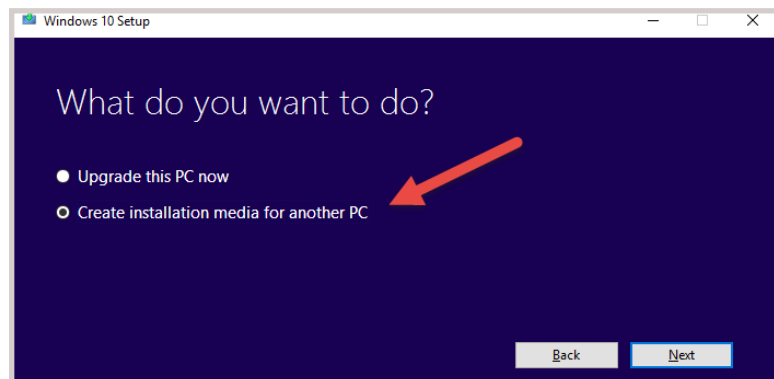 Windows 10 Setup
What do you want to do?
Upgrade this PC now
Create installation media for another PC
Back
Next